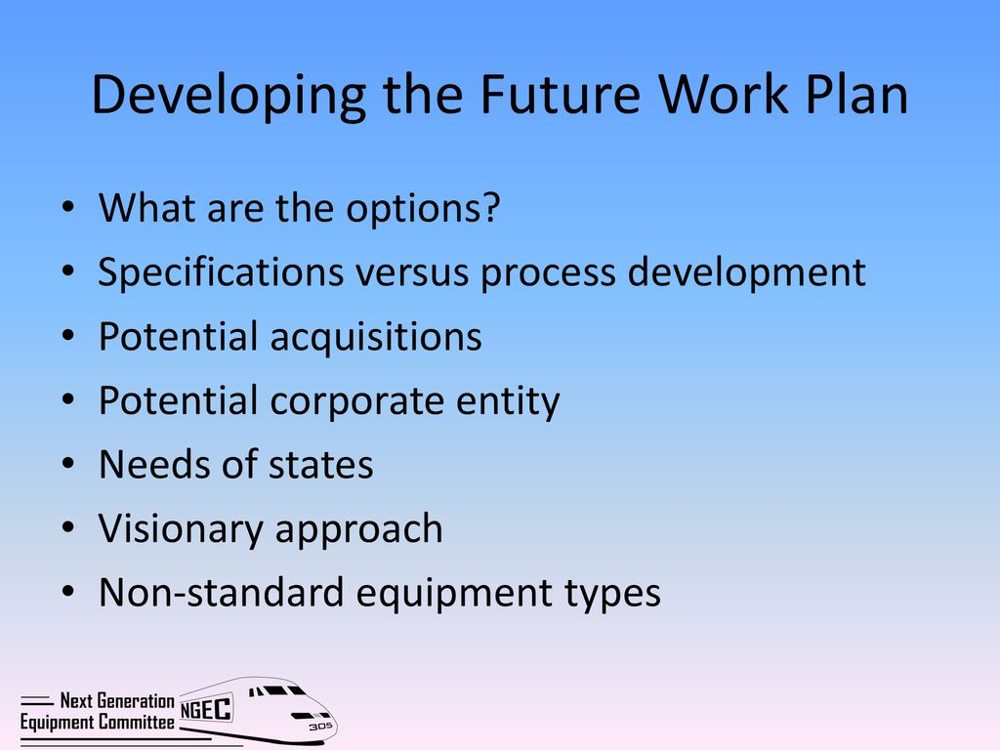 Developing the Future Work Plan
• What are the options?
• Specifications versus process development
• Potential acquisitions
• Potential corporate entity
• Needs of states
• Visionary approach
• Non-standard equipment types
Next Generation
Equipment Committee
NGEC
305